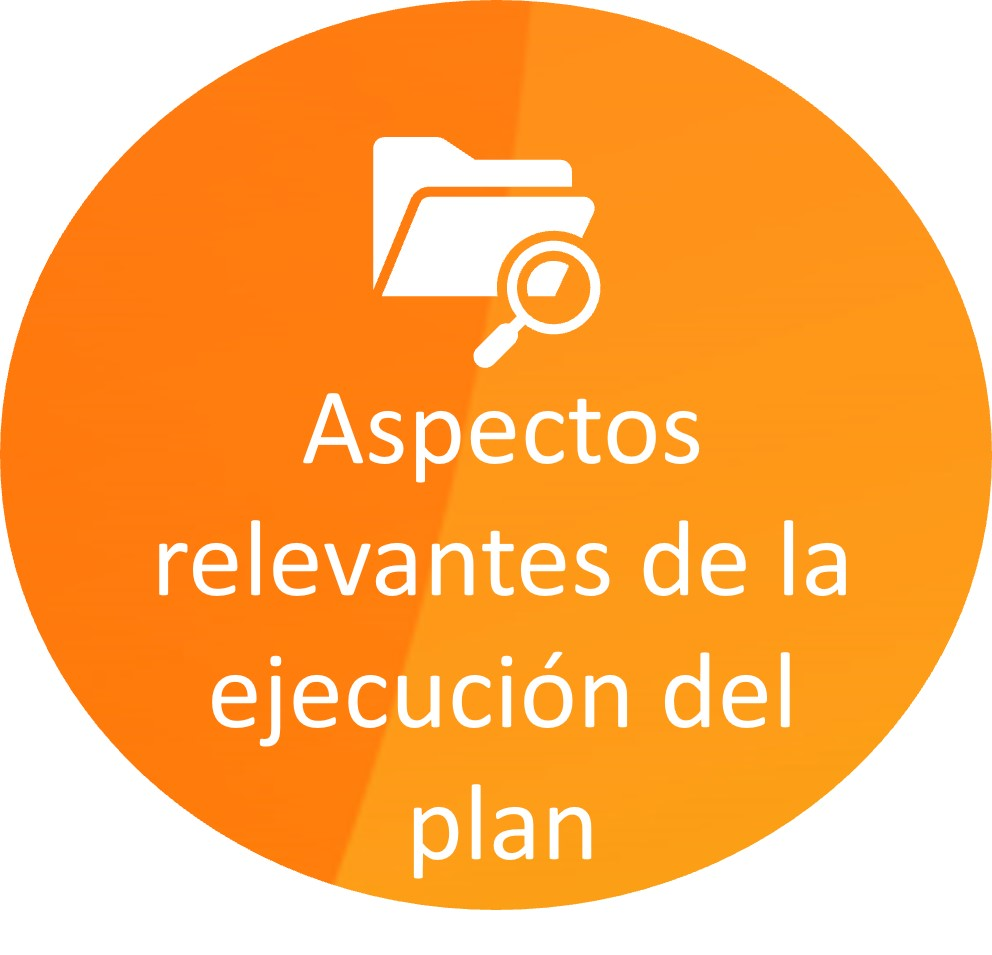 Aspectos
relevantes de la
ejecución del
plan